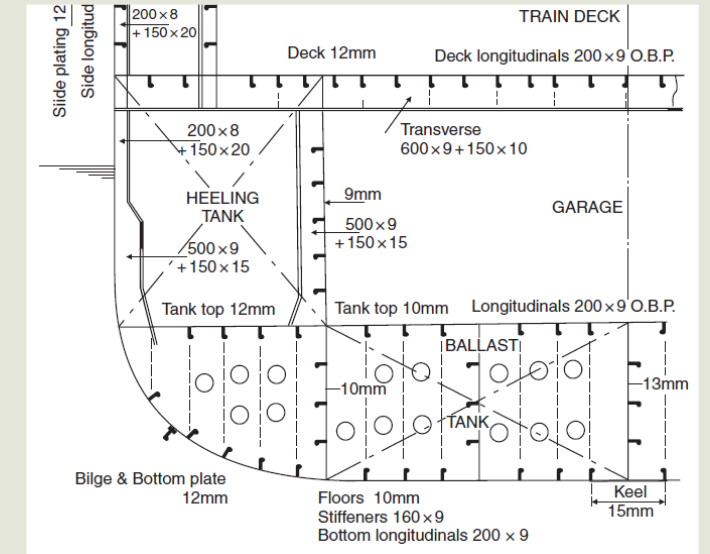 Sliide plating 12
Side longitud
200×8
+150×20
TRAIN DECK
Deck 12mm
Deck longitudinals 200×9 O.B.P.
200×8
+150×20
Transverse
600×9+150×10
HEELING
TANK
9mm
500×9
+150×15
GARAGE
500×9
+150×15
Tank top 12mm
Tank top 10mm
Longitudinals 200×9 O.B.P.
BALLAST
10mm
13mm
TANK
Bilge & Bottom plate
12mm
Floors 10mm
Stiffeners 160×9
Bottom longitudinals 200 × 9
Keel
15mm